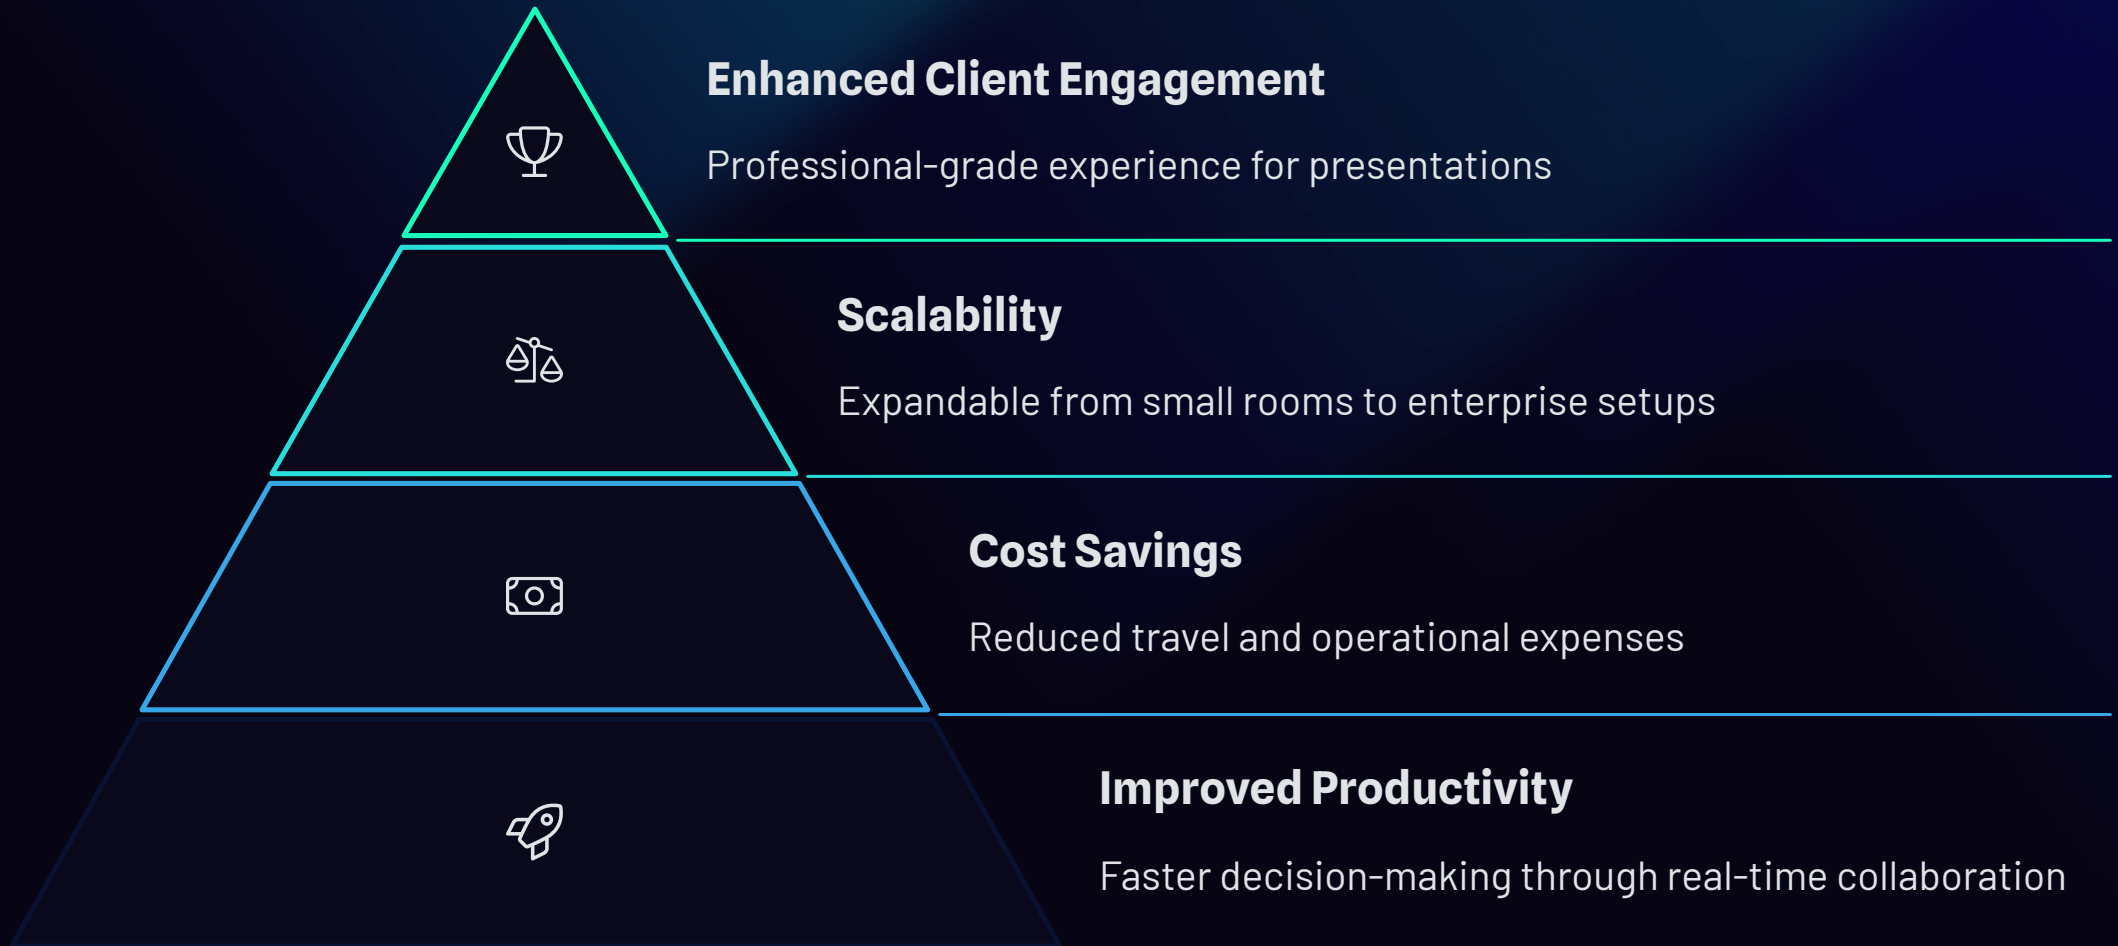 Enhanced Client Engagement
Professional-grade experience for presentations
Scalability
Expandable from small rooms to enterprise setups
Cost Savings
Reduced travel and operational expenses
Improved Productivity
Faster decision-making through real-time collaboration